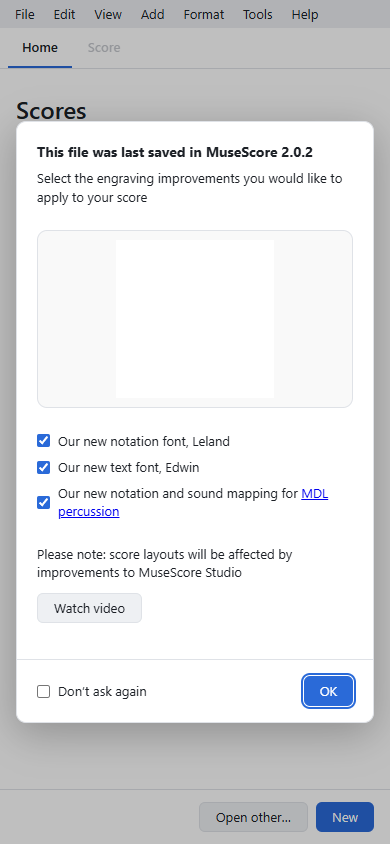 File Edit View Add Format Tools Help
Home Score
Scores
This file was last saved in MuseScore 2.0.2
Select the engraving improvements you would like to
apply to your score
Our new notation font, Leland
Our new text font, Edwin
Our new notation and sound mapping for MDL
percussion
Please note: score layouts will be affected by
improvements to MuseScore Studio
Watch video
Don't ask again
OK
Open other...
New